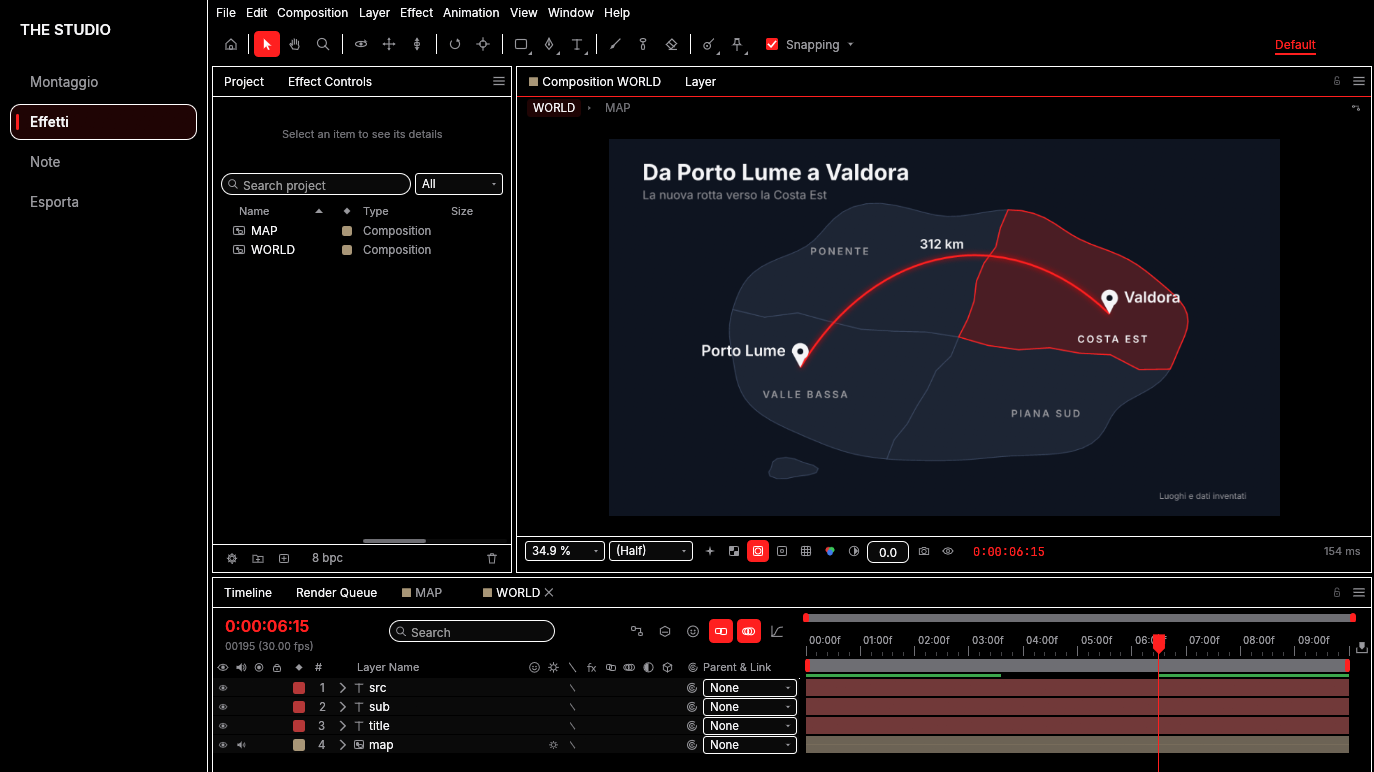 THE STUDIO
Montaggio
Effetti
Note
Esporta
File Edit Composition Layer Effect Animation View Window Help
Snapping
Default
Project Effect Controls
Select an item to see its details
Search project
All
Name Type Size
MAP Composition
WORLD Composition
8 bpc
Composition WORLD Layer
WORLD MAP
Da Porto Lume a Valdora
La nuova rotta verso la Costa Est
PONENTE
312 km
Valdora
COSTA EST
Porto Lume
VALLE BASSA
PIANA SUD
Luoghi e dati inventati
34.9 % (Half) 0.0 0:00:06:15 154 ms
Timeline Render Queue MAP WORLD
0:00:06:15
00195 (30.00 fps)
Search
00:00f 01:00f 02:00f 03:00f 04:00f 05:00f 06:00f 07:00f 08:00f 09:00f
# Layer Name fx Parent & Link
1 src None
2 sub None
3 title None
4 map None